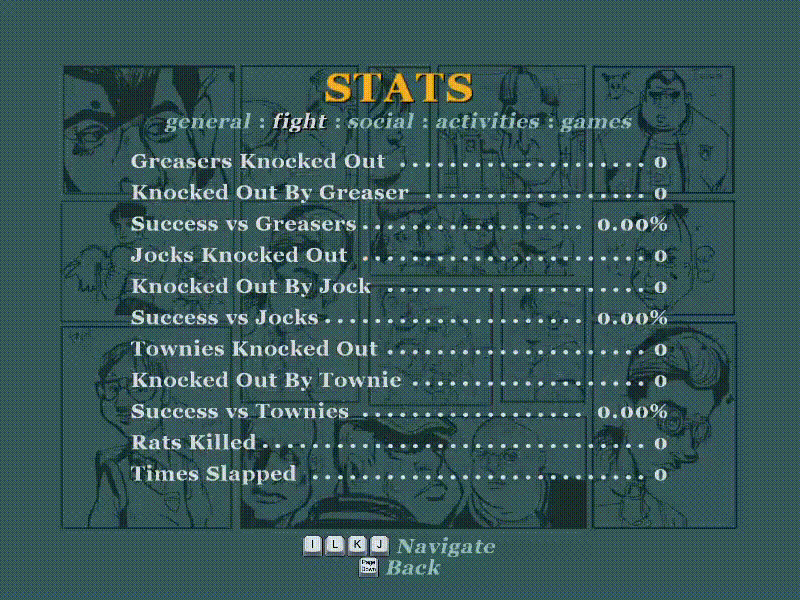 STATS
general : fight : social : activities : games
Greasers Knocked Out .................... 0
Knocked Out By Greaser .................. 0
Success vs Greasers .................. 0.00%
Jocks Knocked Out ....................... 0
Knocked Out By Jock ..................... 0
Success vs Jocks ..................... 0.00%
Townies Knocked Out ..................... 0
Knocked Out By Townie ................... 0
Success vs Townies .................. 0.00%
Rats Killed ............................... 0
Times Slapped ........................... 0
I L K J Navigate
Page Down Back